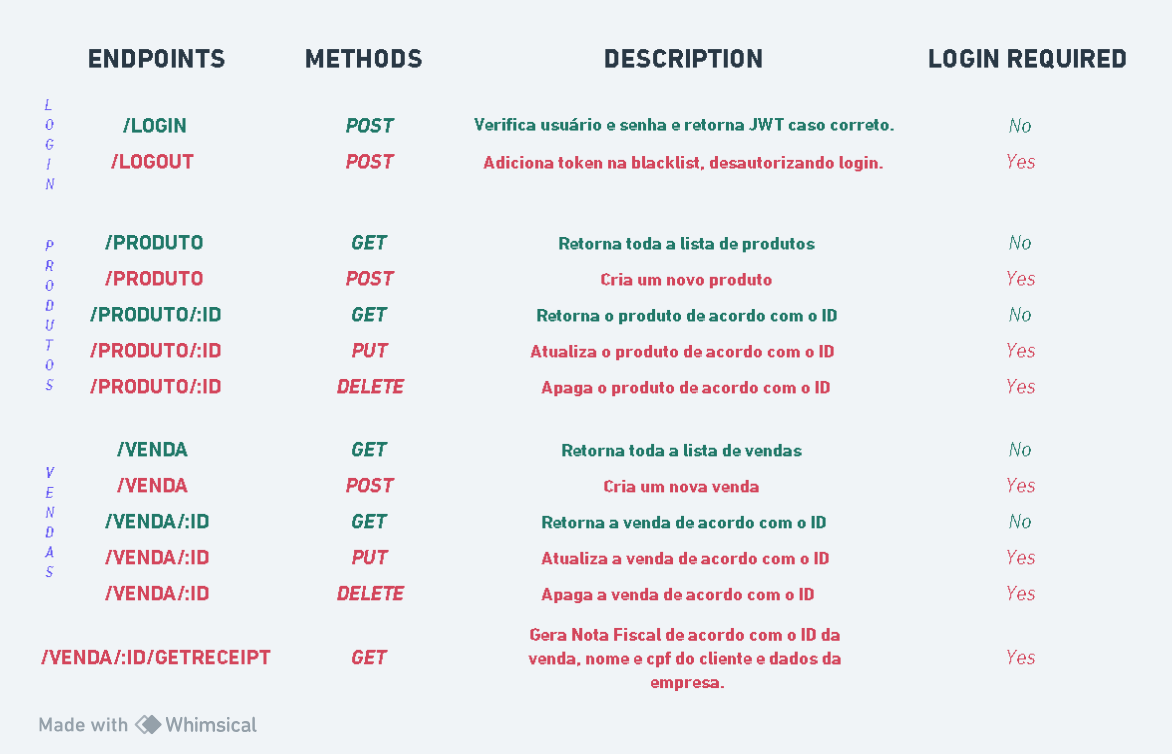 ENDPOINTS METHODS DESCRIPTION LOGIN REQUIRED
LOGIN
/LOGIN POST Verifica usuário e senha e retorna JWT caso correto. No
/LOGOUT POST Adiciona token na blacklist, desautorizando login. Yes
PRODUTOS
/PRODUTO GET Retorna toda a lista de produtos No
/PRODUTO POST Cria um novo produto Yes
/PRODUTO/:ID GET Retorna o produto de acordo com o ID No
/PRODUTO/:ID PUT Atualiza o produto de acordo com o ID Yes
/PRODUTO/:ID DELETE Apaga o produto de acordo com o ID Yes
VENDAS
/VENDA GET Retorna toda a lista de vendas No
/VENDA POST Cria um nova venda Yes
/VENDA/:ID GET Retorna a venda de acordo com o ID No
/VENDA/:ID PUT Atualiza a venda de acordo com o ID Yes
/VENDA/:ID DELETE Apaga a venda de acordo com o ID Yes
/VENDA/:ID/GETRECEIPT GET Gera Nota Fiscal de acordo com o ID da
venda, nome e cpf do cliente e dados da
empresa. Yes
Made with Whimsical